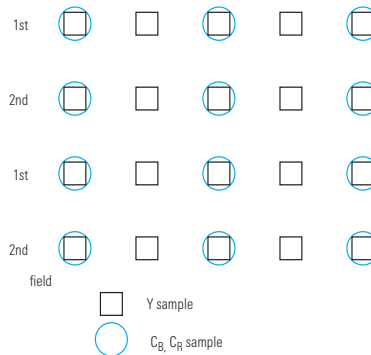 1st
2nd
1st
2nd
field
Y sample
C_B, C_R sample